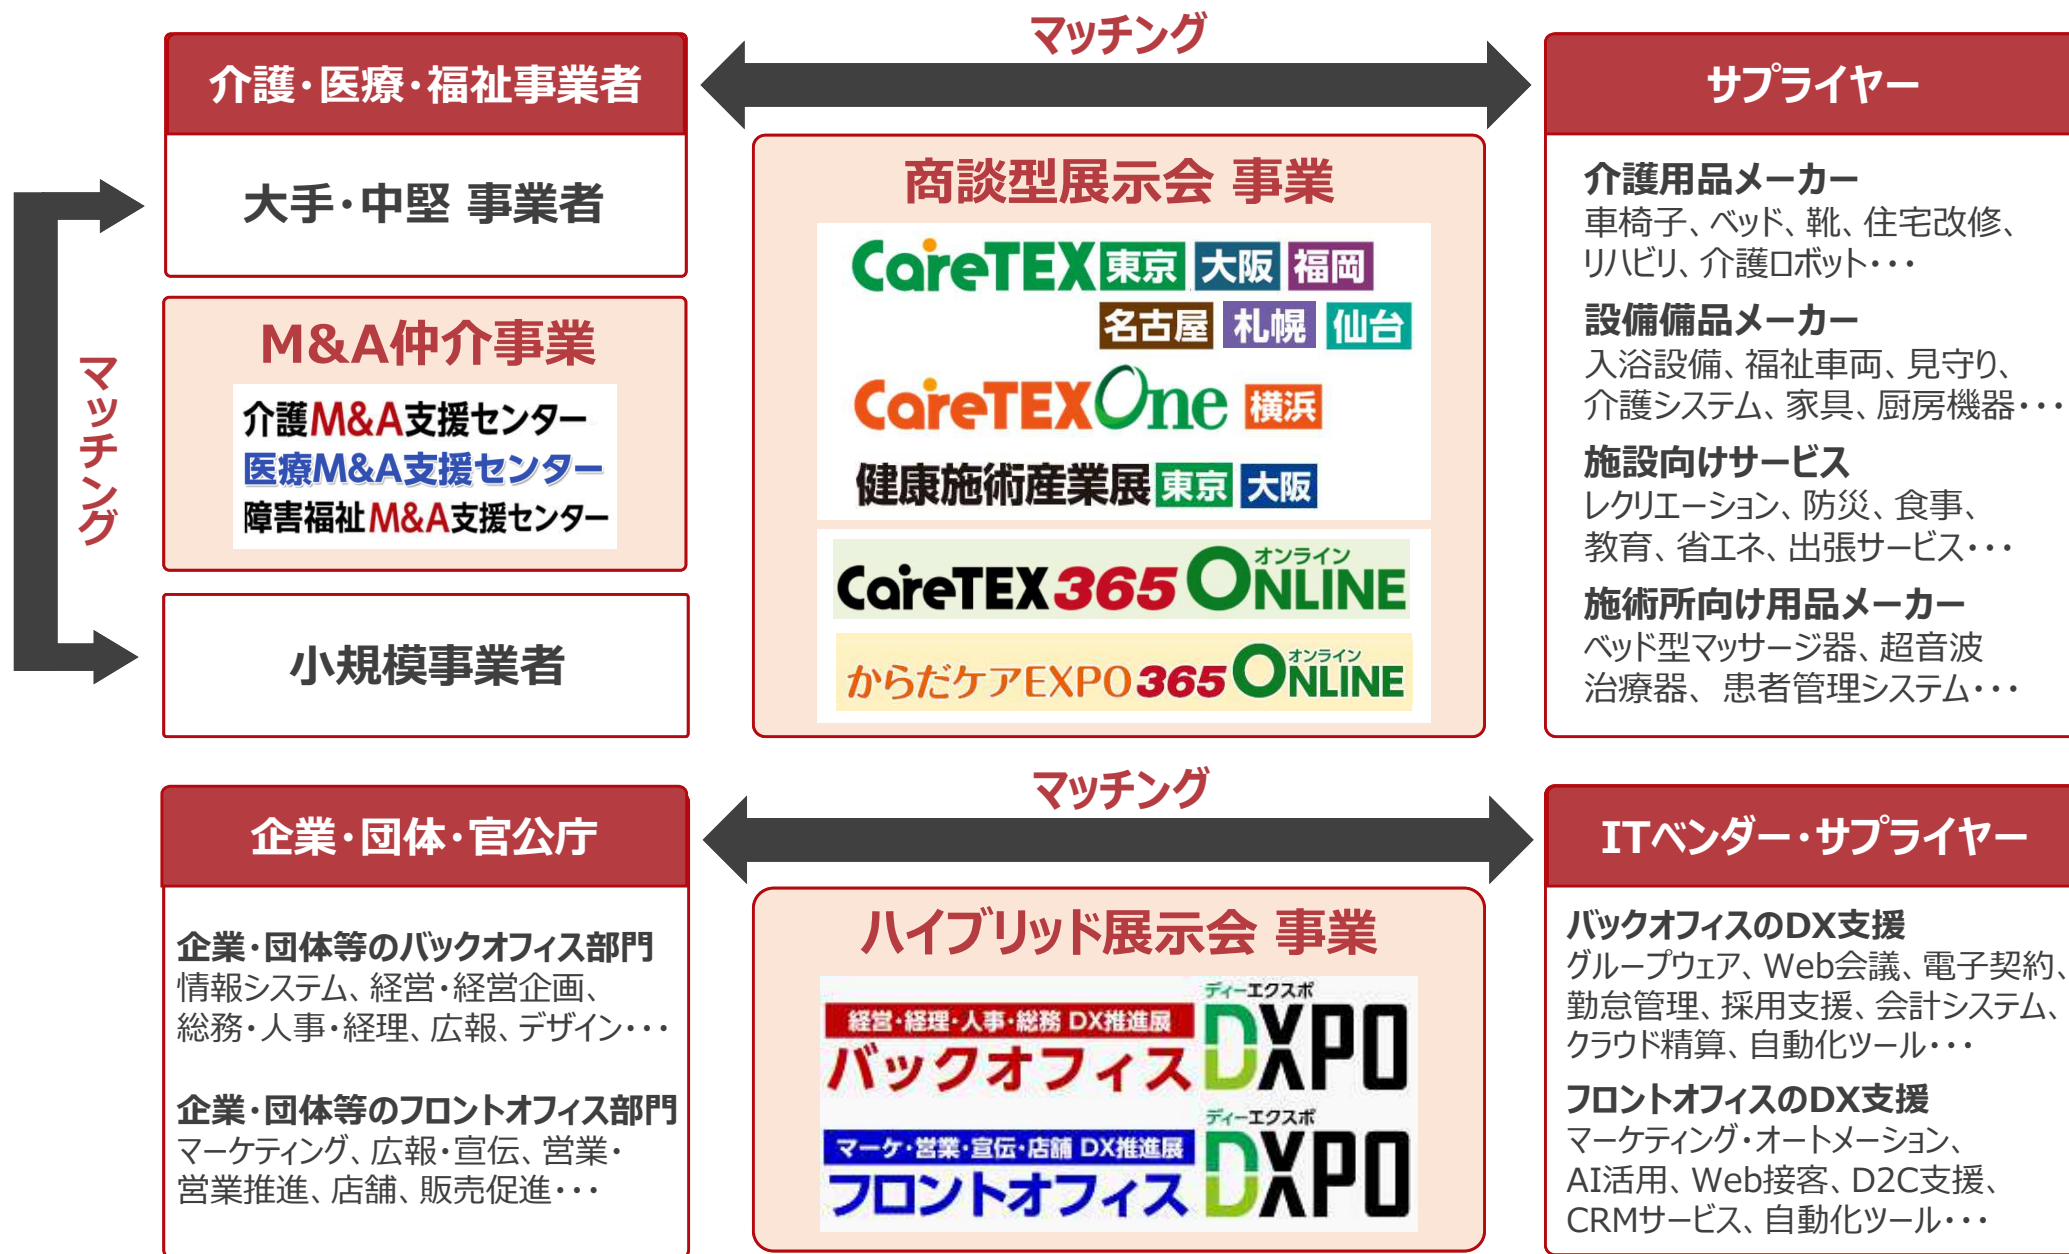 マッチング
介護・医療・福祉事業者
大手・中堅 事業者
マッチング
M&A仲介事業
介護M&A支援センター
医療M&A支援センター
障害福祉M&A支援センター
小規模事業者
商談型展示会 事業
CareTEX 東京 大阪 福岡
名古屋 札幌 仙台
CareTEXOne 横浜
健康施術産業展 東京 大阪
オンライン
CareTEX365 ONLINE
オンライン
からだケアEXPO365 ONLINE
サプライヤー
介護用品メーカー
車椅子、ベッド、靴、住宅改修、
リハビリ、介護ロボット・・・
設備備品メーカー
入浴設備、福祉車両、見守り、
介護システム、家具、厨房機器・・・
施設向けサービス
レクリエーション、防災、食事、
教育、省エネ、出張サービス・・・
施術所向け用品メーカー
ベッド型マッサージ器、超音波
治療器、 患者管理システム・・・
マッチング
企業・団体・官公庁
企業・団体等のバックオフィス部門
情報システム、経営・経営企画、
総務・人事・経理、広報、デザイン・・・
企業・団体等のフロントオフィス部門
マーケティング、広報・宣伝、営業・
営業推進、店舗、販売促進・・・
ハイブリッド展示会 事業
ディーエクスポ
経営・経理・人事・総務 DX推進展
バックオフィス DXPO
ディーエクスポ
マーケ・営業・宣伝・店舗 DX推進展
フロントオフィス DXPO
ITベンダー・サプライヤー
バックオフィスのDX支援
グループウェア、Web会議、電子契約、
勤怠管理、採用支援、会計システム、
クラウド精算、自動化ツール・・・
フロントオフィスのDX支援
マーケティング・オートメーション、
AI活用、Web接客、D2C支援、
CRMサービス、自動化ツール・・・